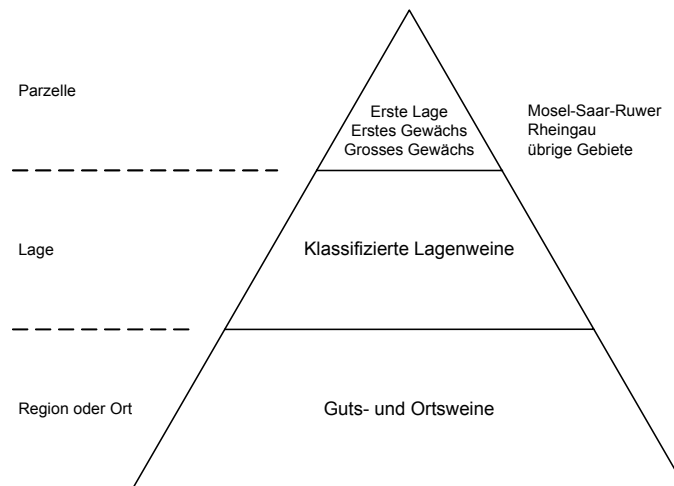 Parzelle
Erste Lage
Erstes Gewächs
Grosses Gewächs
Mosel-Saar-Ruwer
Rheingau
übrige Gebiete
Lage
Klassifizierte Lagenweine
Region oder Ort
Guts- und Ortsweine